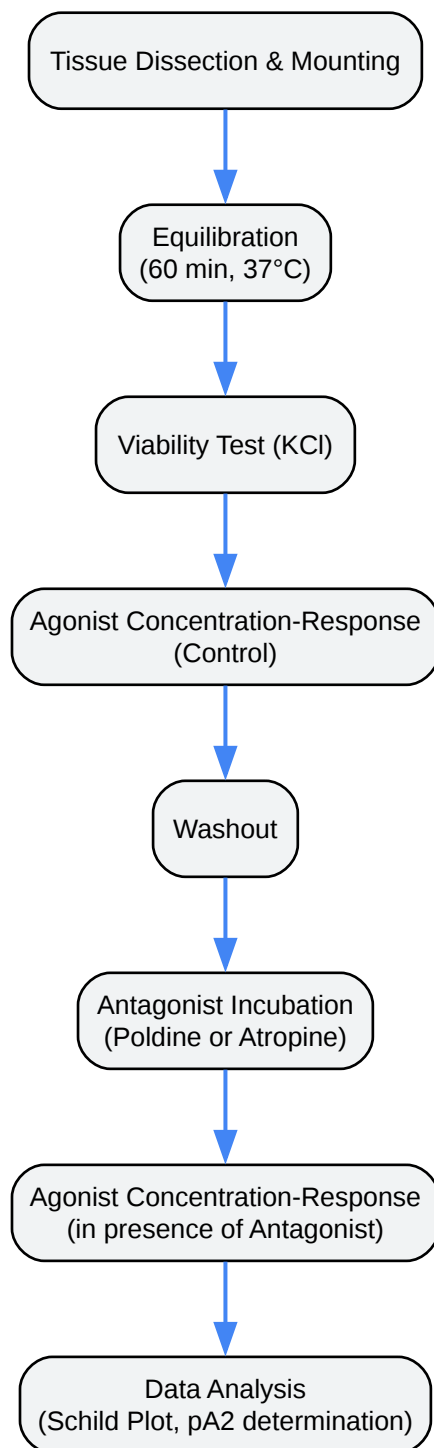 Tissue Dissection & Mounting
Equilibration
(60 min, 37°C)
Viability Test (KCl)
Agonist Concentration-Response
(Control)
Washout
Antagonist Incubation
(Poldine or Atropine)
Agonist Concentration-Response
(in presence of Antagonist)
Data Analysis
(Schild Plot, pA2 determination)